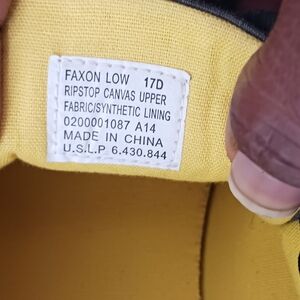 FAXON LOW 17D
RIPSTOP CANVAS UPPER
FABRIC/SYNTHETIC LINING
0200001087 A14
MADE IN CHINA
U.S.L.P 6.430.844